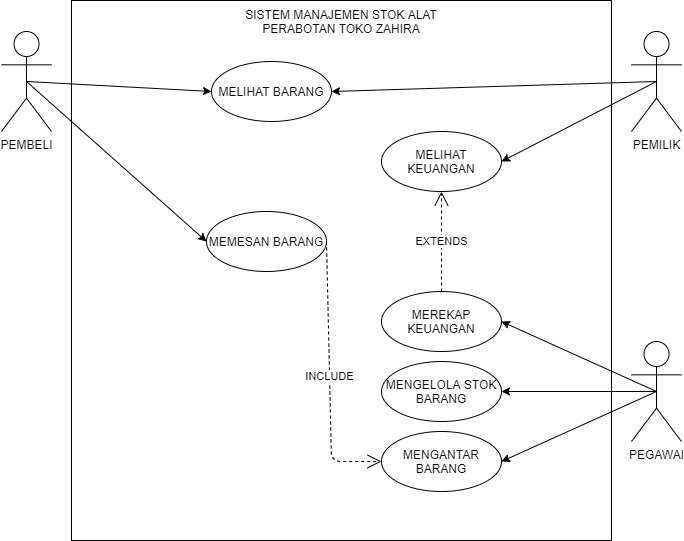 SISTEM MANAJEMEN STOK ALAT
PERABOTAN TOKO ZAHIRA
MELIHAT BARANG
PEMBELI
PEMILIK
MELIHAT
KEUANGAN
MEMESAN BARANG
EXTENDS
MEREKAP
KEUANGAN
INCLUDE
MENGELOLA STOK
BARANG
MENGANTAR
BARANG
PEGAWAI